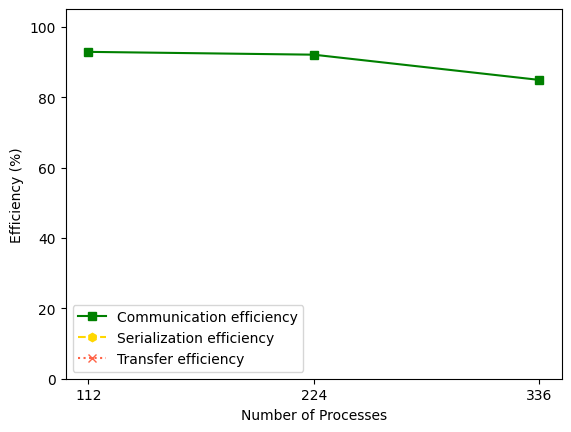 100
80
60
40
20
0
Efficiency (%)
Communication efficiency
Serialization efficiency
Transfer efficiency
112
224
336
Number of Processes